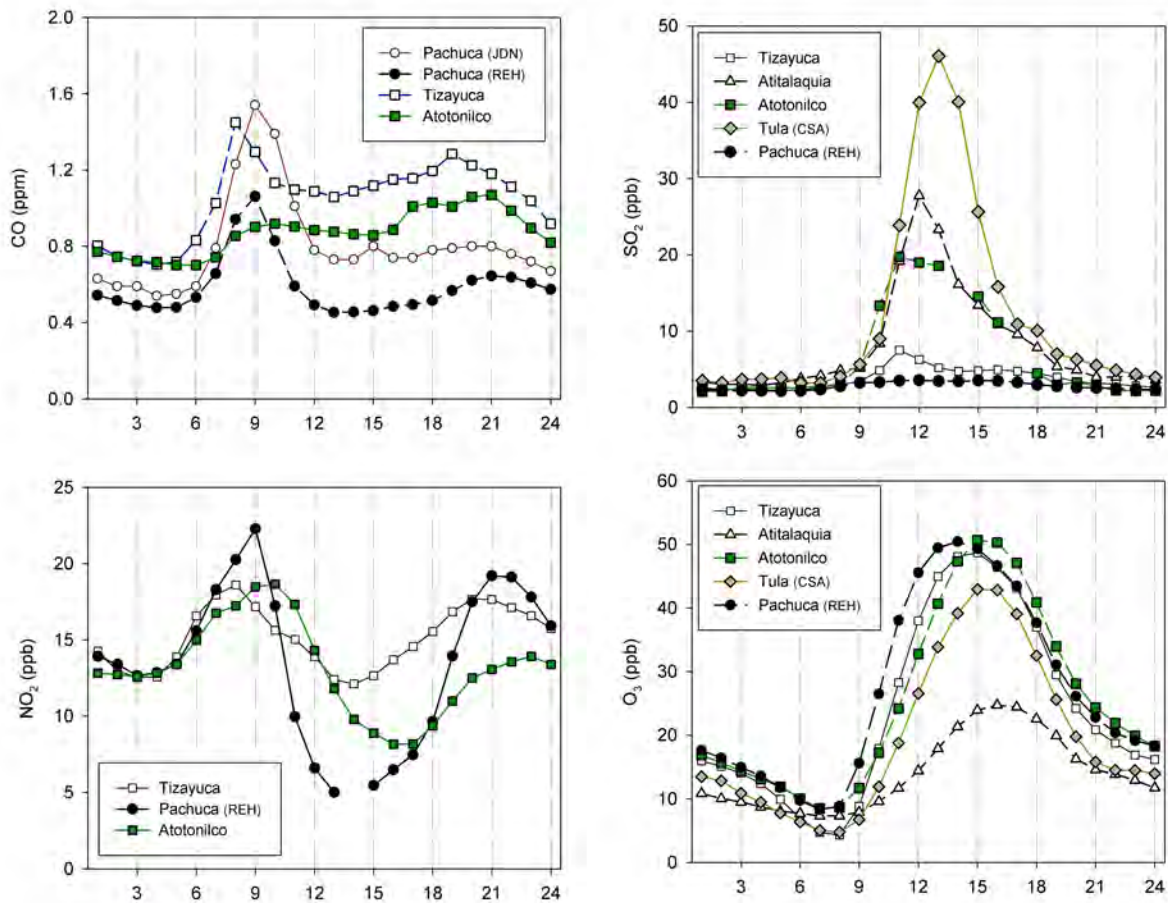 CO (ppm)
2.0
1.6
1.2
0.8
0.4
0.0
Pachuca (JDN)
Pachuca (REH)
Tizayuca
Atotonilco
3 6 9 12 15 18 21 24
SO2 (ppb)
50
40
30
20
10
0
Tizayuca
Atitalaquia
Atotonilco
Tula (CSA)
Pachuca (REH)
3 6 9 12 15 18 21 24
NO2 (ppb)
25
20
15
10
5
0
Tizayuca
Pachuca (REH)
Atotonilco
3 6 9 12 15 18 21 24
O3 (ppb)
60
50
40
30
20
10
0
Tizayuca
Atitalaquia
Atotonilco
Tula (CSA)
Pachuca (REH)
3 6 9 12 15 18 21 24